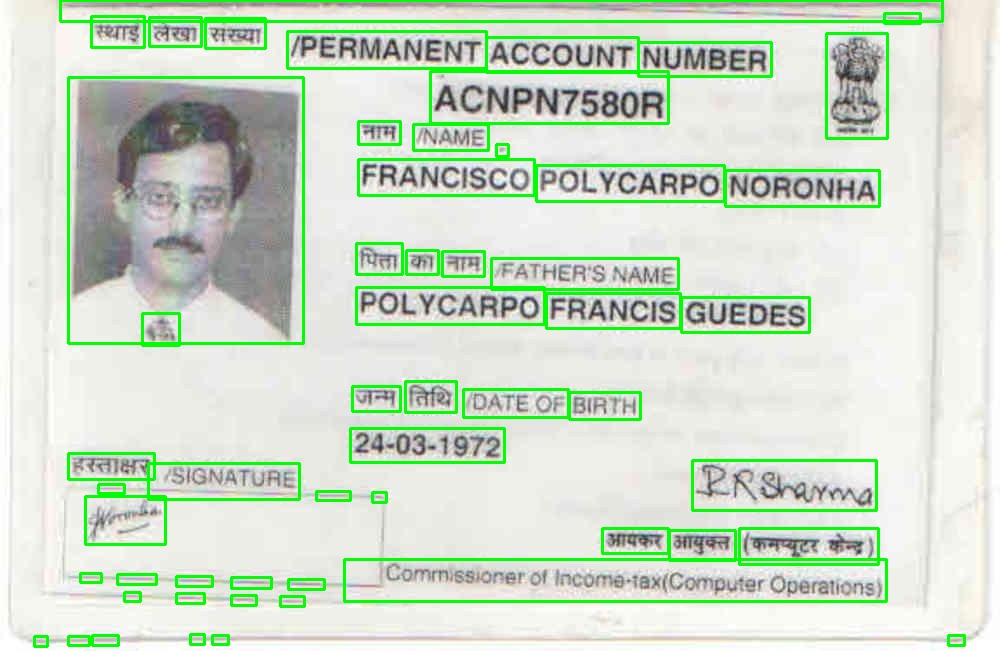 स्थाई लेखा संख्या
/PERMANENT ACCOUNT NUMBER
ACNPN7580R
नाम /NAME
FRANCISCO POLYCARPO NORONHA
पिता का नाम /FATHER'S NAME
POLYCARPO FRANCIS GUEDES
जन्म तिथि /DATE OF BIRTH
24-03-1972
हस्ताक्षर /SIGNATURE
Noronha
R R Sharma
आयकर आयुक्त (कम्प्यूटर केन्द्र)
Commissioner of Income-tax(Computer Operations)